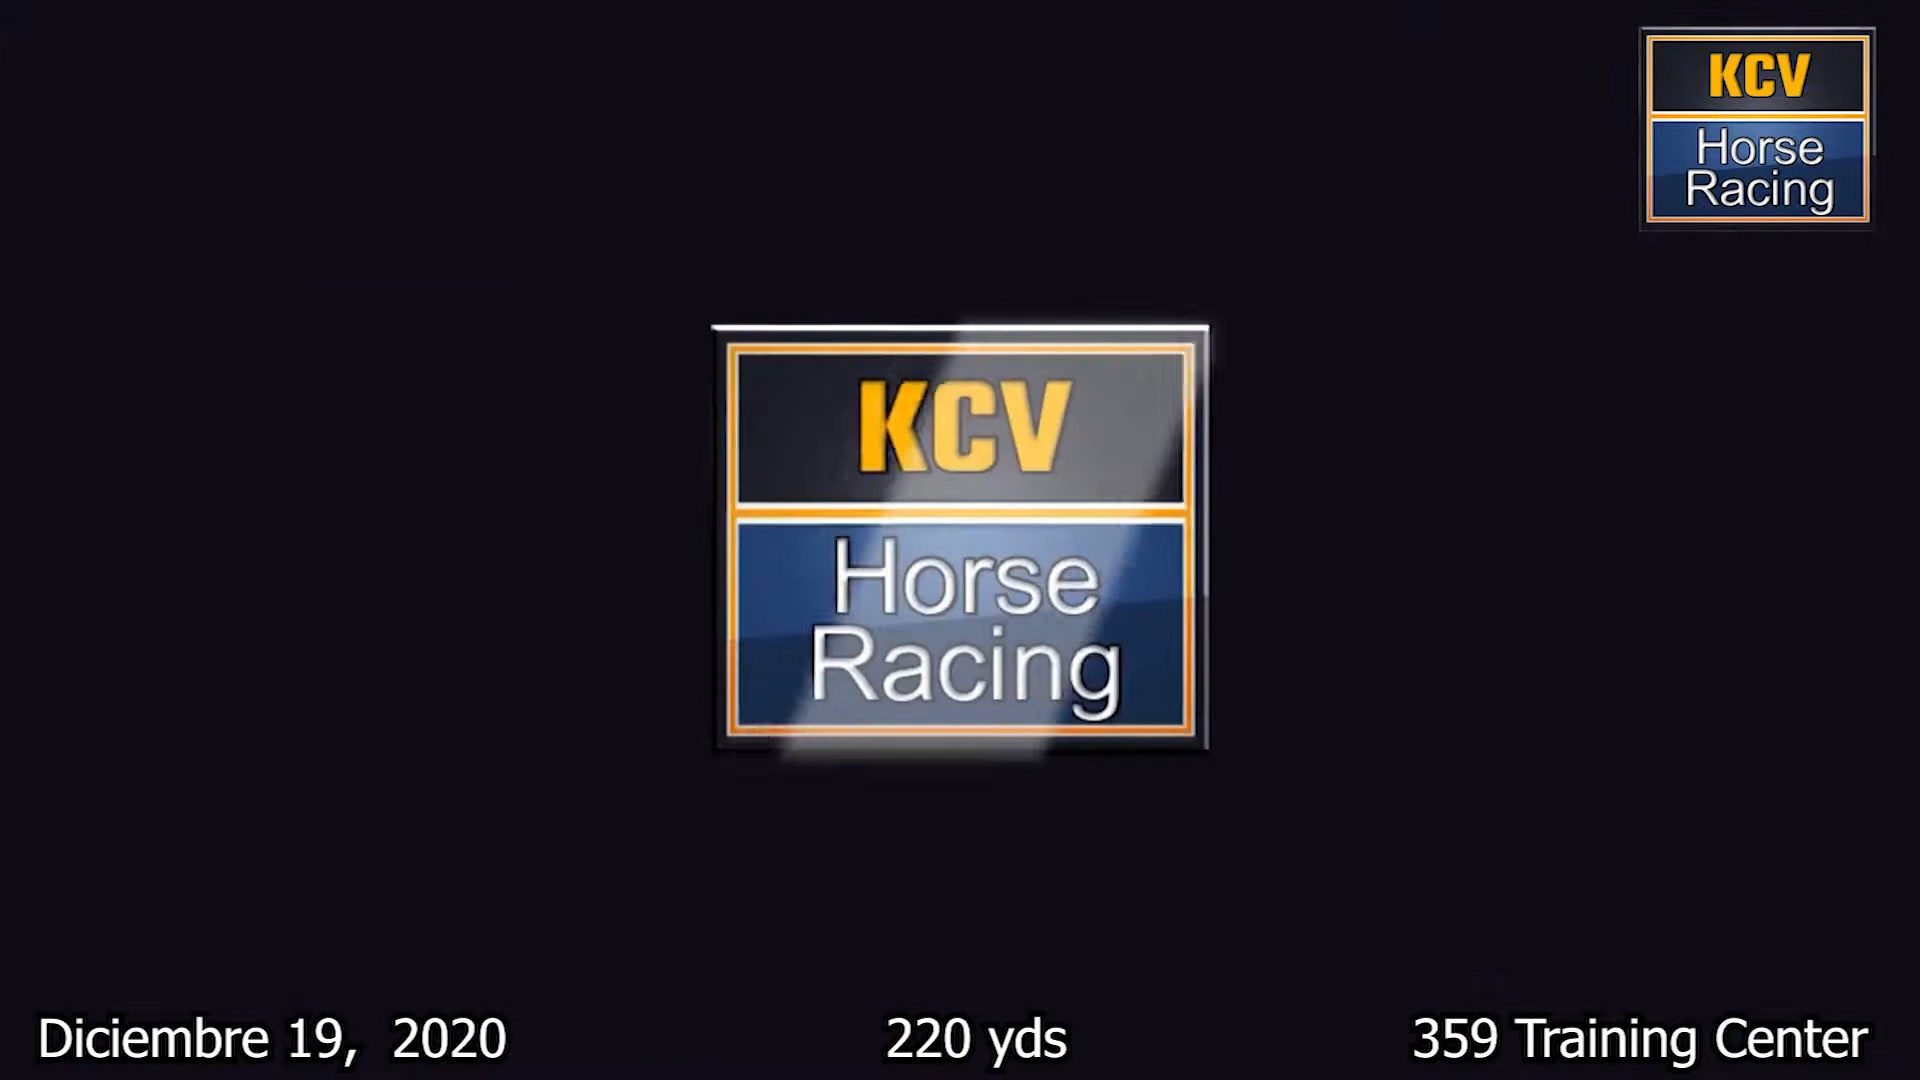 KCV
Horse
Racing
KCV
Horse
Racing
Diciembre 19, 2020
220 yds
359 Training Center